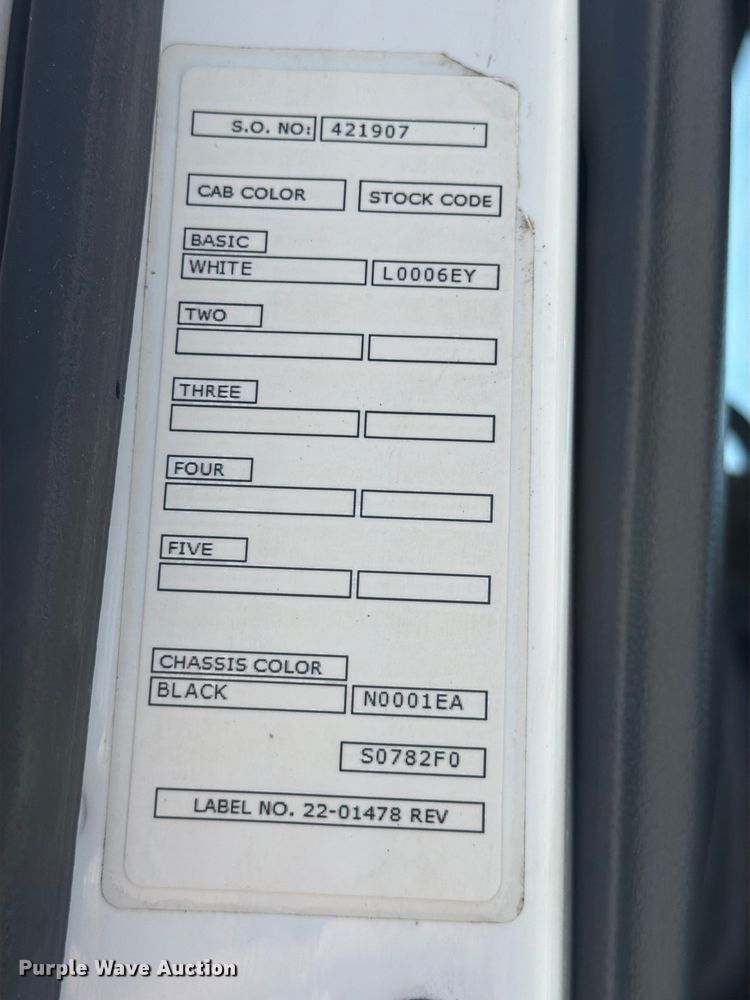 S.O. NO: 421907
CAB COLOR STOCK CODE
BASIC
WHITE L0006EY
TWO
THREE
FOUR
FIVE
CHASSIS COLOR
BLACK N0001EA
S0782F0
LABEL NO. 22-01478 REV
Purple Wave Auction